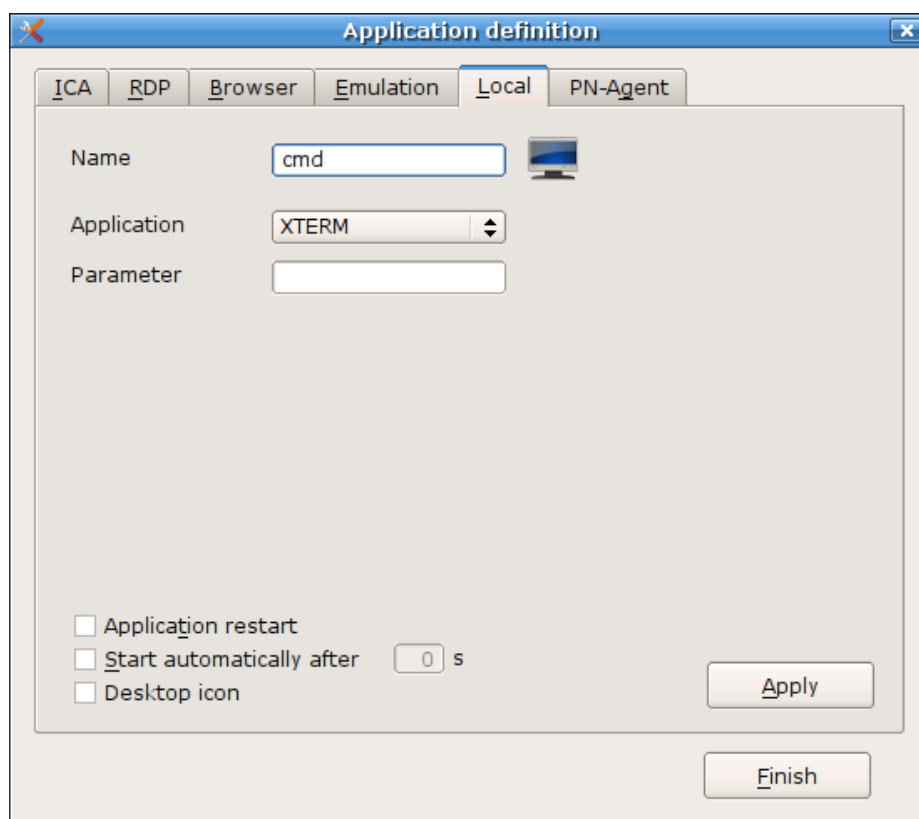 Application definition
ICA RDP Browser Emulation Local PN-Agent
Name cmd
Application XTERM
Parameter
Application restart
Start automatically after 0 s
Desktop icon
Apply
Finish